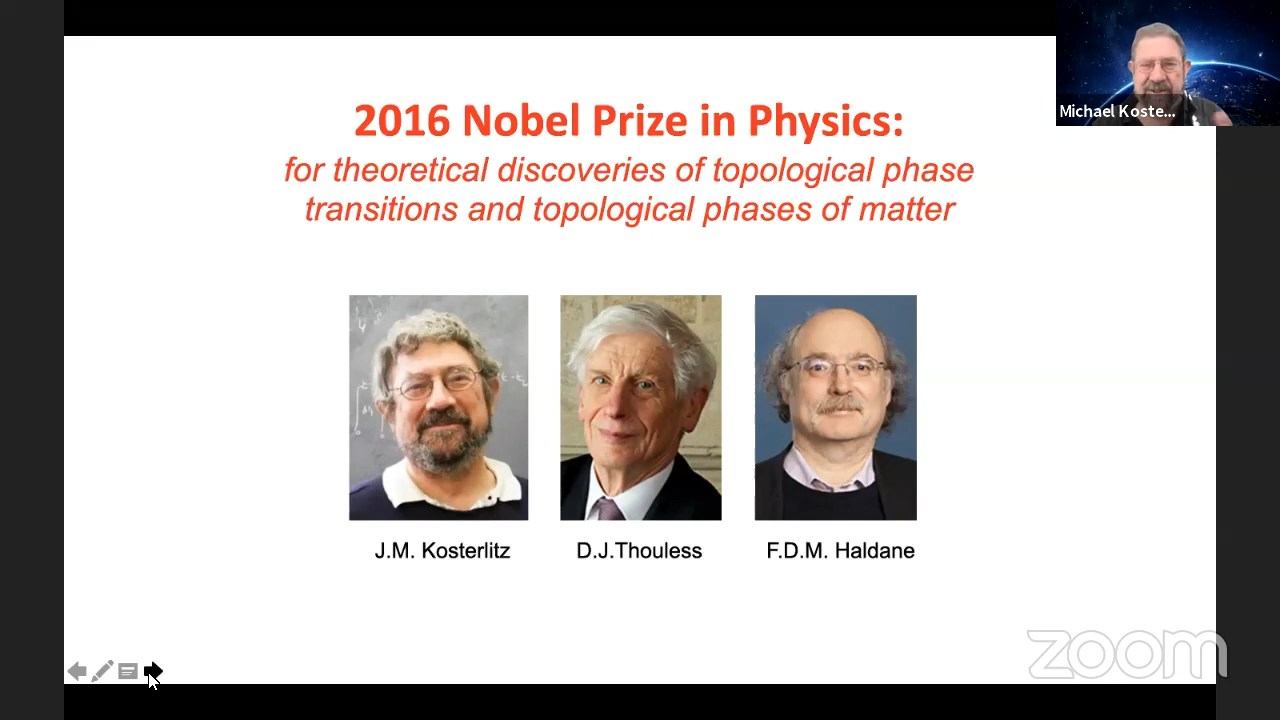 2016 Nobel Prize in Physics:
for theoretical discoveries of topological phase
transitions and topological phases of matter
Michael Koste...
J.M. Kosterlitz
D.J.Thouless
F.D.M. Haldane
zoom